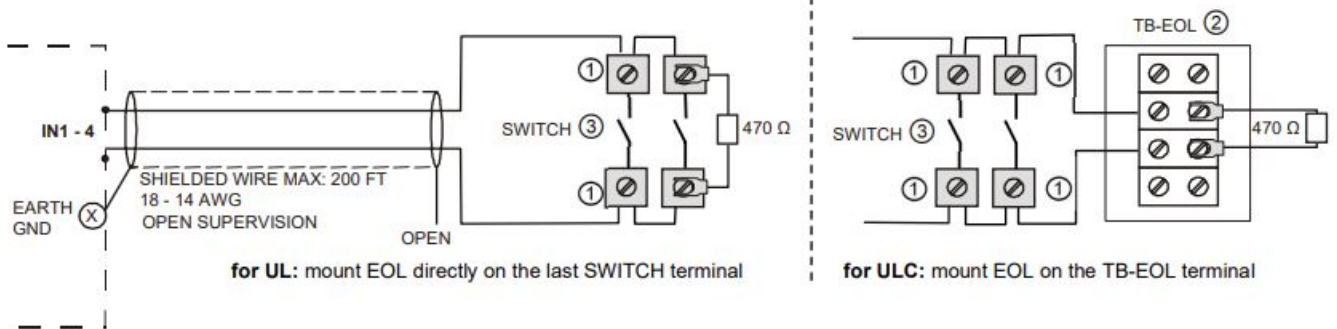 TB-EOL ②
①
①
①
IN1 - 4
SWITCH ③
470 Ω
SWITCH ③
470 Ω
SHIELDED WIRE MAX: 200 FT
18 - 14 AWG
OPEN SUPERVISION
①
①
①
EARTH
GND
X
OPEN
for UL: mount EOL directly on the last SWITCH terminal
for ULC: mount EOL on the TB-EOL terminal